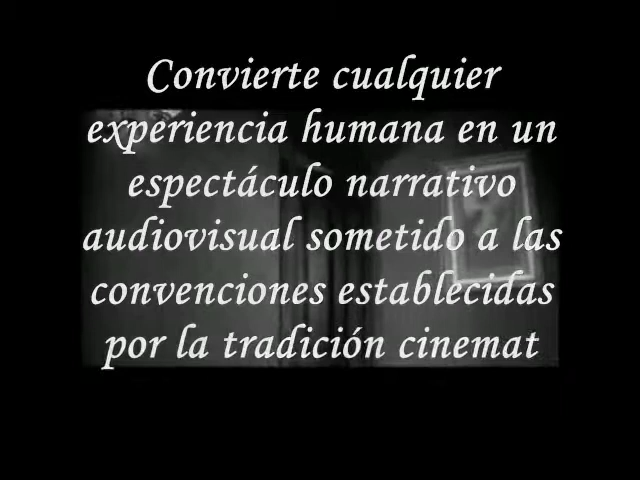 Convierte cualquier
experiencia humana en un
espectáculo narrativo
audiovisual sometido a las
convenciones establecidas
por la tradición cinemat